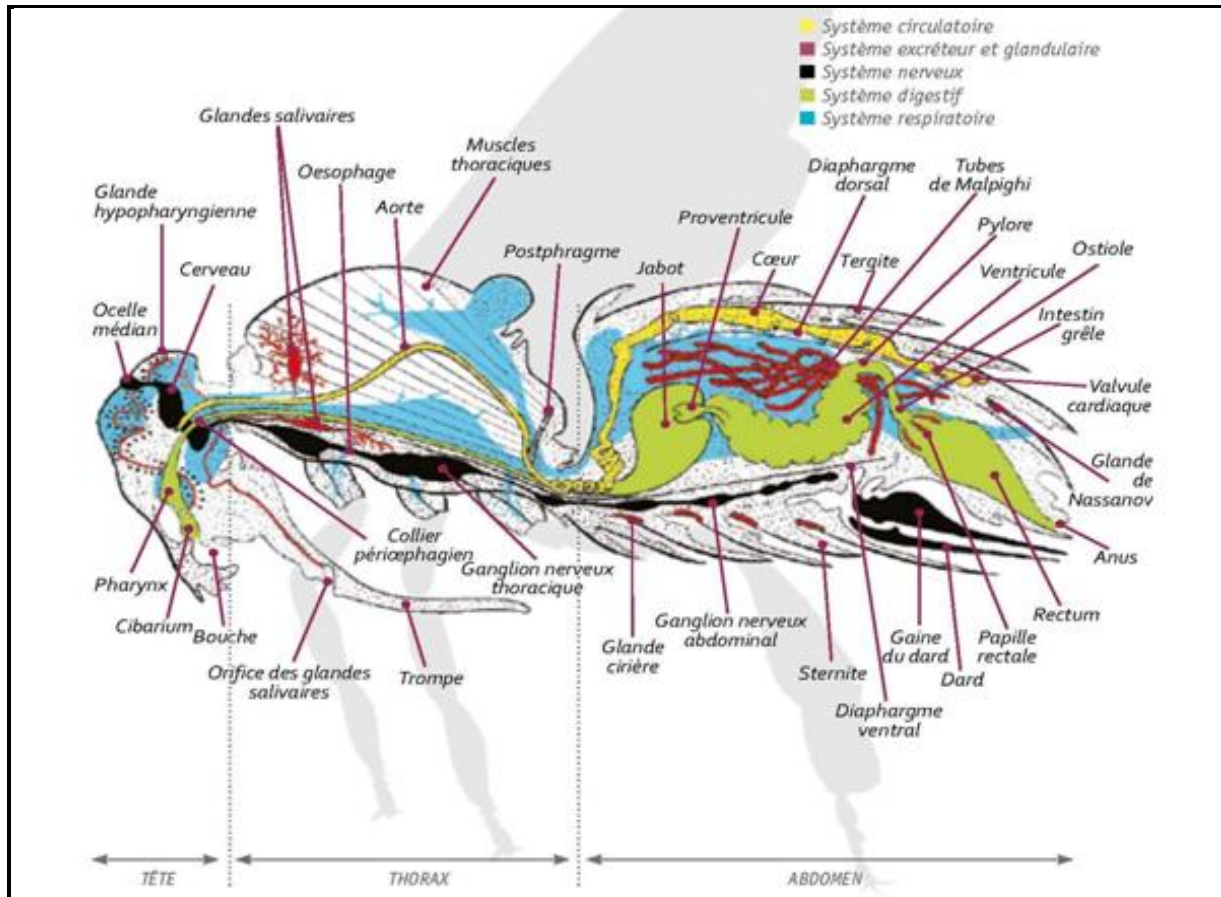 Système circulatoire
Système excréteur et glandulaire
Système nerveux
Système digestif
Système respiratoire
Glandes salivaires
Oesophage
Muscles
thoraciques
Glande
hypopharyngienne
Aorte
Cerveau
Ocelle
médian
Postphragme
Jabot
Proventricule
Cœur
Diaphargme
dorsal
Tergite
Tubes
de Malpighi
Pylore
Ventricule
Ostiole
Intestin
grêle
Valvule
cardiaque
Glande
de
Nassanov
Anus
Rectum
Papille
rectale
Dard
Gaine
du dard
Diaphargme
ventral
Sternite
Ganglion nerveux
abdominal
Glande
cirière
Ganglion nerveux
thoracique
Collier
ериœphagien
Trompe
Orifice des glandes
salivaires
Bouche
Cibarium
Pharynx
TÊTE
THORAX
ABDOMEN